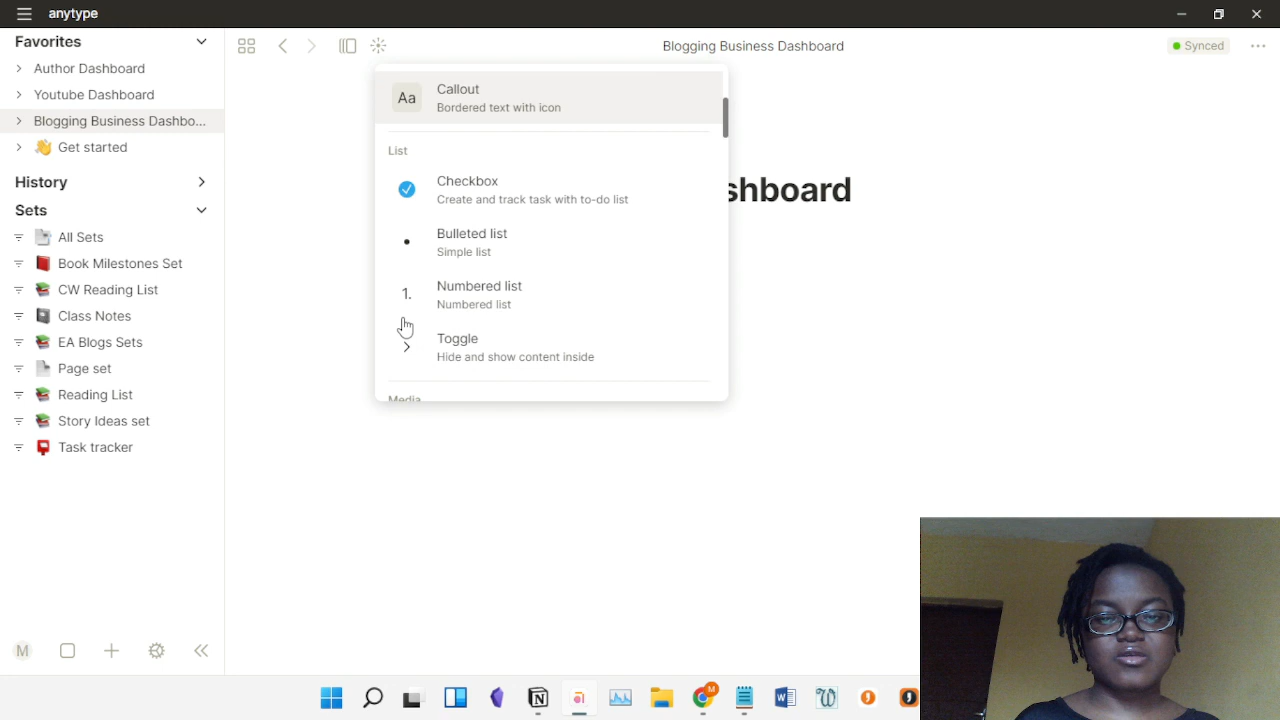 anytype
Favorites
Author Dashboard
Youtube Dashboard
Blogging Business Dashbo...
👋 Get started
History
Sets
All Sets
Book Milestones Set
CW Reading List
Class Notes
EA Blogs Sets
Page set
Reading List
Story Ideas set
Task tracker
M
Blogging Business Dashboard
Synced
shboard
Aa
Callout
Bordered text with icon
List
Checkbox
Create and track task with to-do list
Bulleted list
Simple list
1.
Numbered list
Numbered list
Toggle
Hide and show content inside
Media